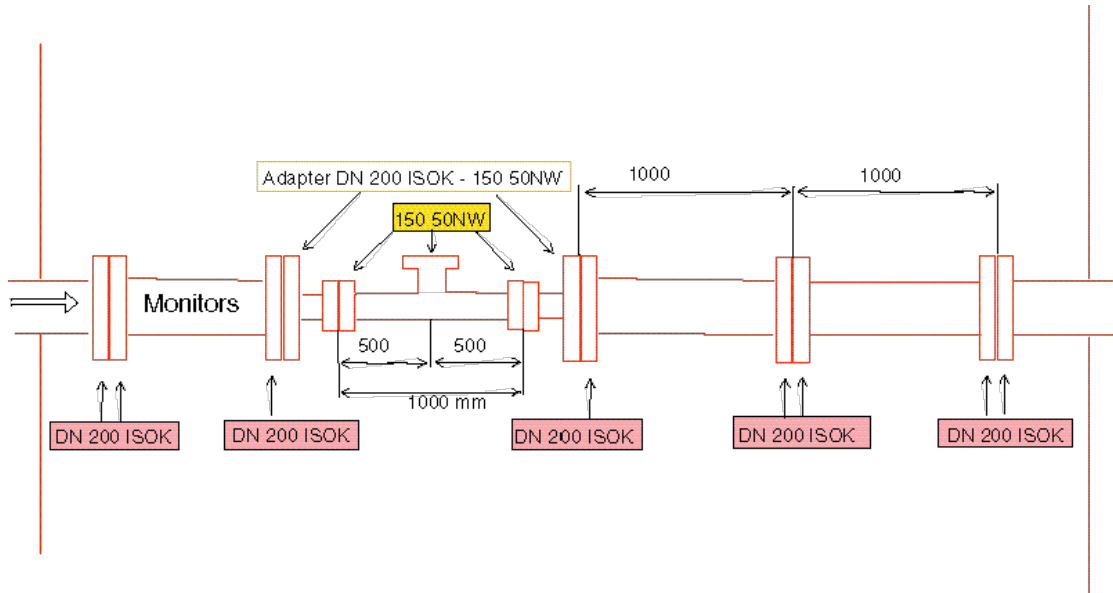 1000
1000
Adapter DN 200 ISOK - 150 50NW
150 50NW
Monitors
500
500
1000 mm
DN 200 ISOK
DN 200 ISOK
DN 200 ISOK
DN 200 ISOK
DN 200 ISOK